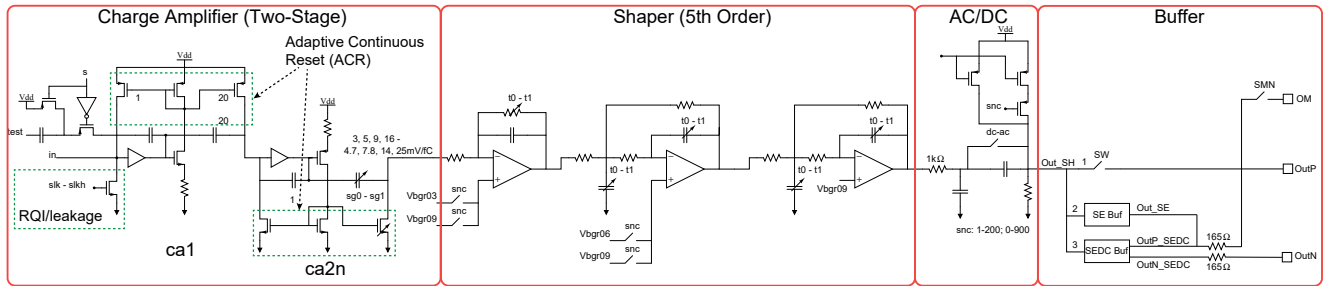 Charge Amplifier (Two-Stage)
Shaper (5th Order)
AC/DC
Buffer
Adaptive Continuous
Reset (ACR)
s
Vdd
Vdd
1
20
20
test
in
slk - slkh
RQI/leakage
ca1
Vdd
3, 5, 9, 16 -
4.7, 7.8, 14, 25mV/fC
1
sg0 - sg1
ca2n
t0 - t1
Vbgr03
snc
Vbgr09
snc
t0 - t1
t0 - t1
Vbgr06
snc
Vbgr09
snc
t0 - t1
t0 - t1
Vbgr09
Vdd
snc
dc-ac
1kΩ
snc: 1-200; 0-900
Out_SH
1
SW
SMN
OM
OutP
2
SE Buf
Out_SE
3
SEDC Buf
OutP_SEDC
165Ω
OutN_SEDC
165Ω
OutN